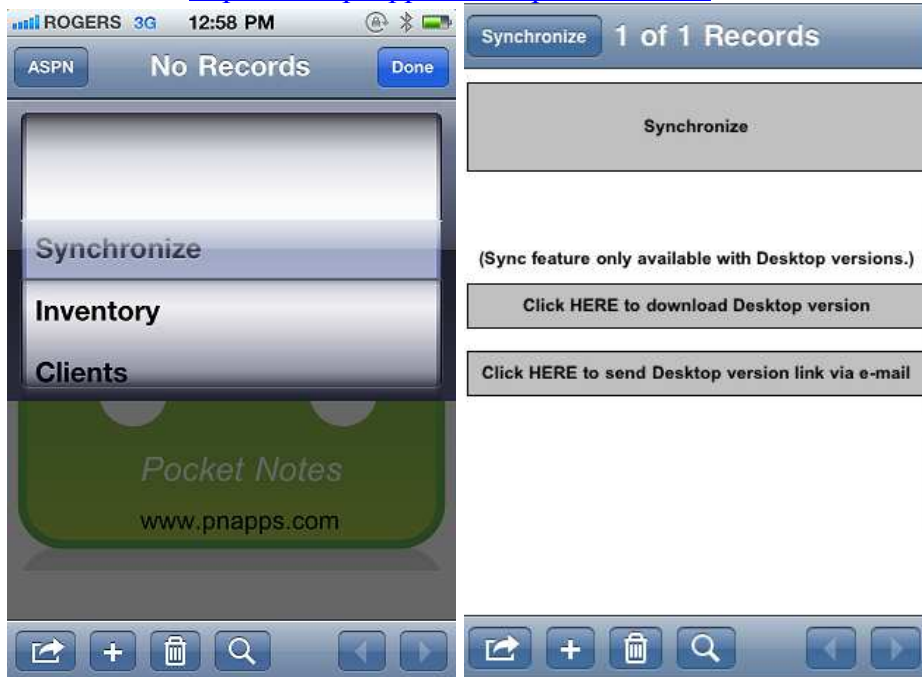 ROGERS 3G 12:58 PM
ASPN No Records Done
Synchronize
Inventory
Clients
Pocket Notes
www.pnapps.com
Synchronize 1 of 1 Records
Synchronize
(Sync feature only available with Desktop versions.)
Click HERE to download Desktop version
Click HERE to send Desktop version link via e-mail